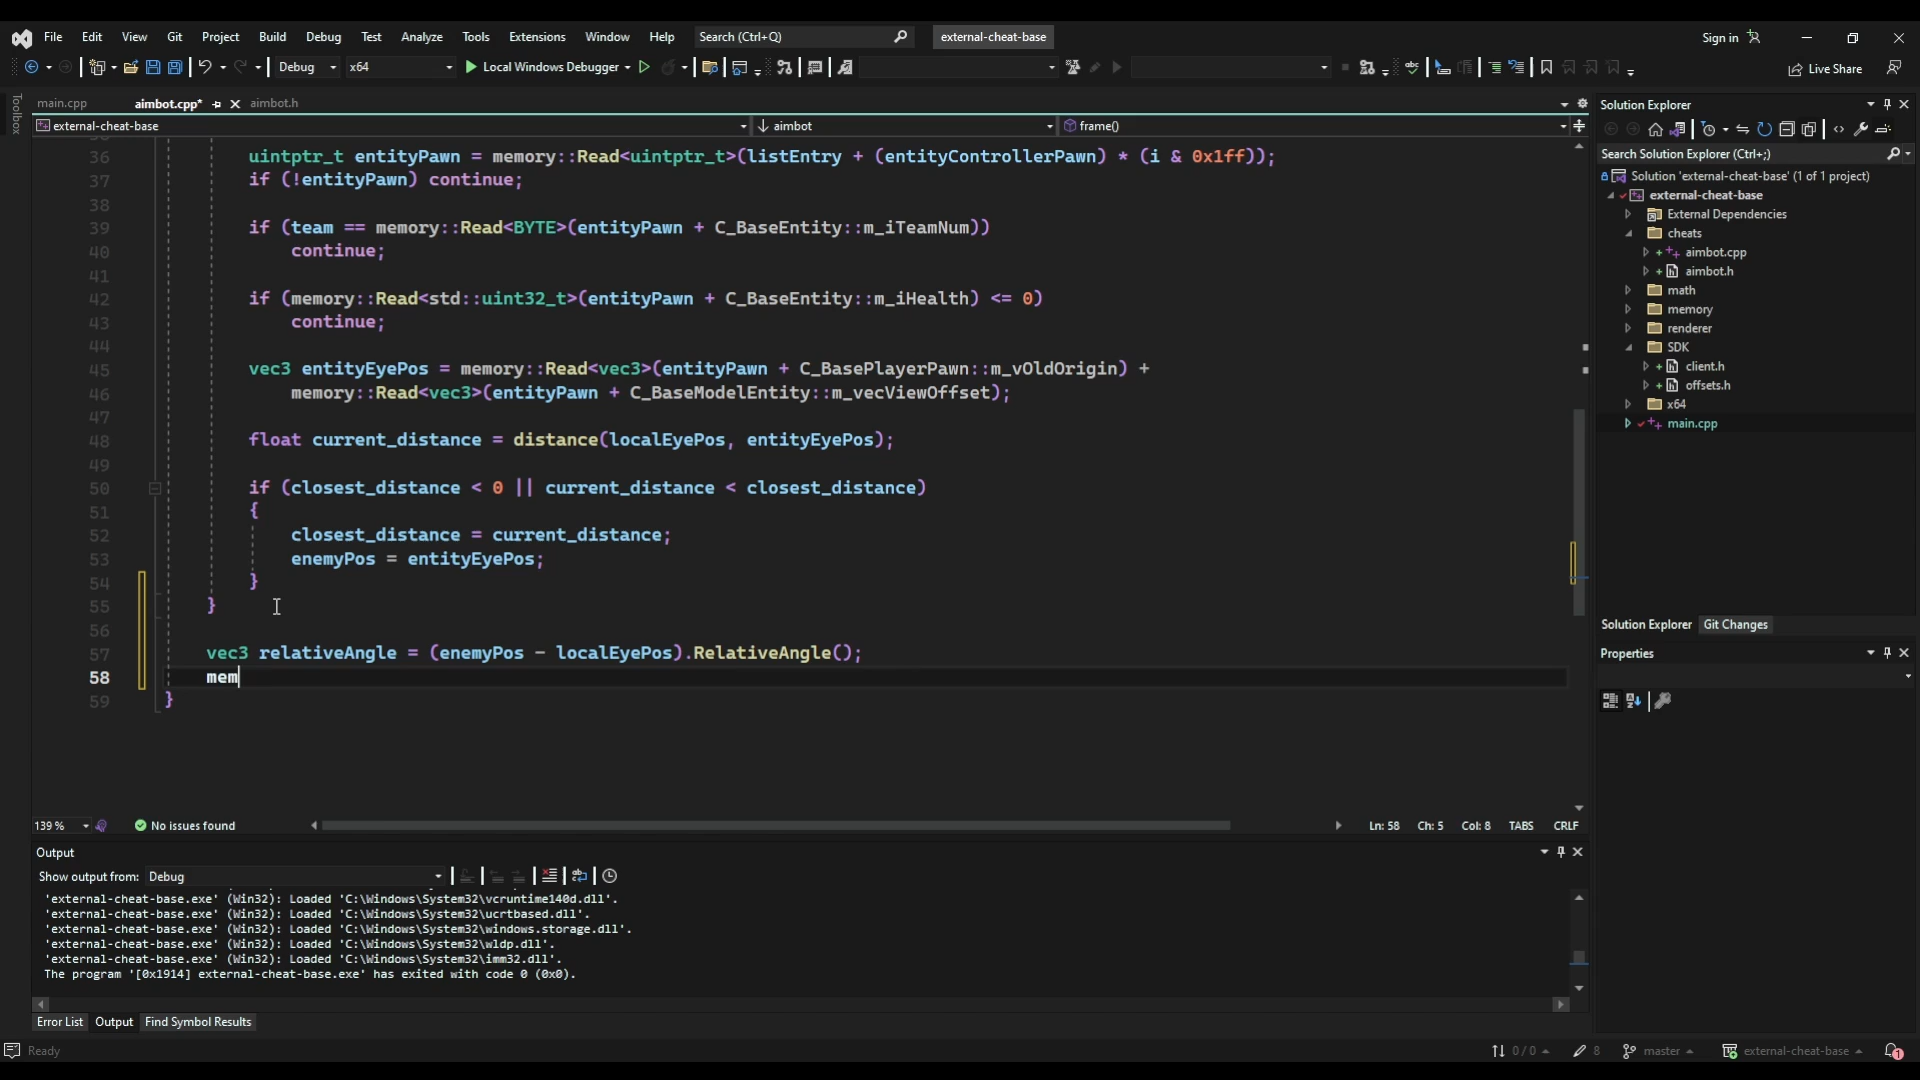 File Edit View Git Project Build Debug Test Analyze Tools Extensions Window Help Search (Ctrl+Q) external-cheat-base Sign in
Debug x64 Local Windows Debugger Live Share
Toolbox
main.cpp aimbot.cpp* aimbot.h
external-cheat-base aimbot frame()
36 uintptr_t entityPawn = memory::Read<uintptr_t>(listEntry + (entityControllerPawn) * (i & 0x1ff));
37 if (!entityPawn) continue;
38
39 if (team == memory::Read<BYTE>(entityPawn + C_BaseEntity::m_iTeamNum))
40 continue;
41
42 if (memory::Read<std::uint32_t>(entityPawn + C_BaseEntity::m_iHealth) <= 0)
43 continue;
44
45 vec3 entityEyePos = memory::Read<vec3>(entityPawn + C_BasePlayerPawn::m_vOldOrigin) +
46 memory::Read<vec3>(entityPawn + C_BaseModelEntity::m_vecViewOffset);
47
48 float current_distance = distance(localEyePos, entityEyePos);
49
50 if (closest_distance < 0 || current_distance < closest_distance)
51 {
52 closest_distance = current_distance;
53 enemyPos = entityEyePos;
54 }
55 }
56
57 vec3 relativeAngle = (enemyPos - localEyePos).RelativeAngle();
58 mem
59 }
139 % No issues found Ln: 58 Ch: 5 Col: 8 TABS CRLF
Output
Show output from: Debug
'external-cheat-base.exe' (Win32): Loaded 'C:\Windows\System32\vcruntime140d.dll'.
'external-cheat-base.exe' (Win32): Loaded 'C:\Windows\System32\ucrtbased.dll'.
'external-cheat-base.exe' (Win32): Loaded 'C:\Windows\System32\windows.storage.dll'.
'external-cheat-base.exe' (Win32): Loaded 'C:\Windows\System32\wldp.dll'.
'external-cheat-base.exe' (Win32): Loaded 'C:\Windows\System32\imm32.dll'.
The program '[0x1914] external-cheat-base.exe' has exited with code 0 (0x0).
Error List Output Find Symbol Results
Solution Explorer
Search Solution Explorer (Ctrl+;)
Solution 'external-cheat-base' (1 of 1 project)
external-cheat-base
External Dependencies
cheats
aimbot.cpp
aimbot.h
math
memory
renderer
SDK
client.h
offsets.h
x64
main.cpp
Solution Explorer Git Changes
Properties
Ready 0 / 0 8 master external-cheat-base 1